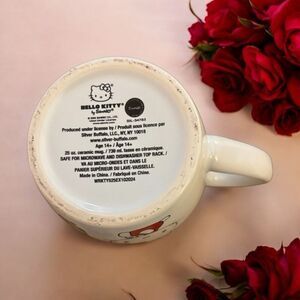 HELLO KITTY
by Sanrio
Produced under license by / Produit sous licence par
Silver Buffalo, LLC, NY, NY 10018
www.silver-buffalo.com
Age 14+ / Âge 14+
25 oz. ceramic mug. / 739 ml. tasse en céramique.
SAFE FOR MICROWAVE AND DISHWASHER TOP RACK. /
VA AU MICRO-ONDES ET DANS LE
PANIER SUPÉRIEUR DU LAVE-VAISSELLE.
Made in China. / Fabriqué en China.